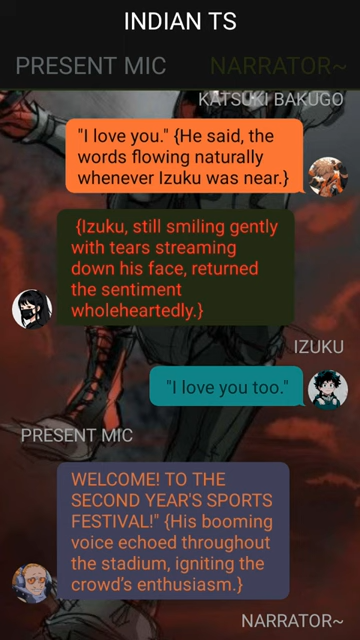 INDIAN TS
PRESENT MIC
NARRATOR~
KATSUKI BAKUGO
"I love you." {He said, the
words flowing naturally
whenever Izuku was near.}
{Izuku, still smiling gently
with tears streaming
down his face, returned
the sentiment
wholeheartedly.}
IZUKU
"I love you too."
PRESENT MIC
WELCOME! TO THE
SECOND YEAR'S SPORTS
FESTIVAL!" {His booming
voice echoed throughout
the stadium, igniting the
crowd's enthusiasm.}
NARRATOR~